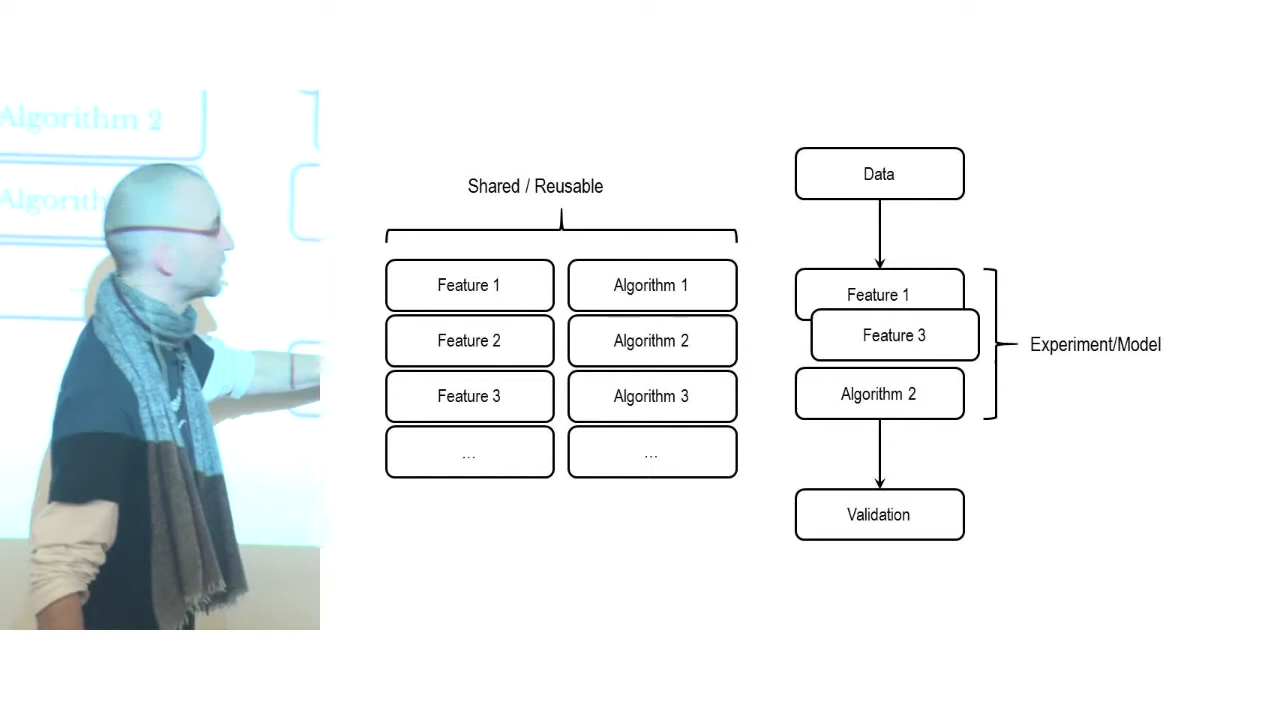 Algorithm 2
Algorith
Shared / Reusable
Feature 1
Algorithm 1
Feature 2
Algorithm 2
Feature 3
Algorithm 3
...
...
Data
Feature 1
Feature 3
Algorithm 2
Experiment/Model
Validation